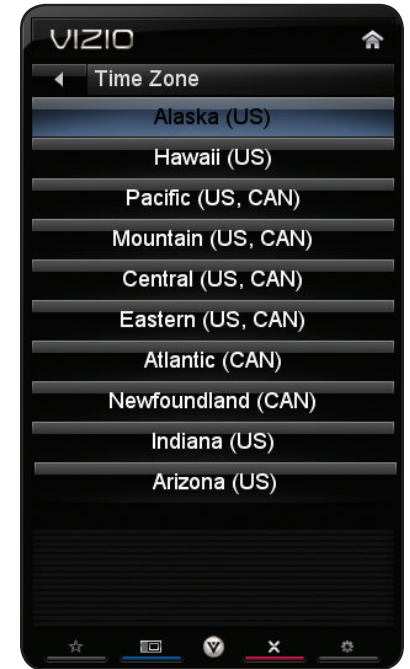 VIZIO
Time Zone
Alaska (US)
Hawaii (US)
Pacific (US, CAN)
Mountain (US, CAN)
Central (US, CAN)
Eastern (US, CAN)
Atlantic (CAN)
Newfoundland (CAN)
Indiana (US)
Arizona (US)